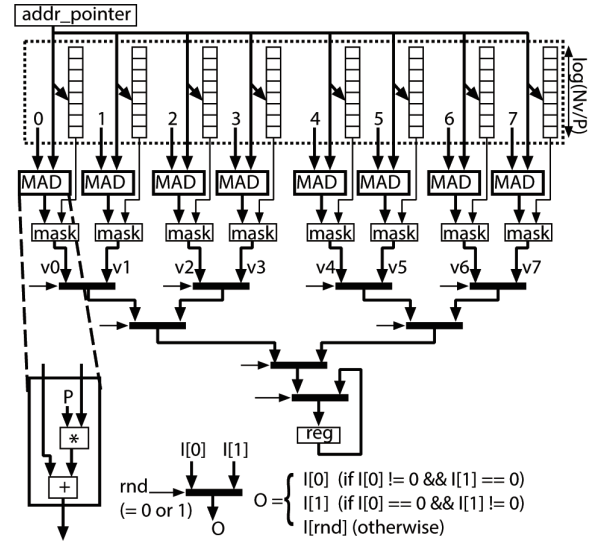 addr_pointer
log(Nv/P)
0 1 2 3 4 5 6 7
MAD MAD MAD MAD MAD MAD MAD MAD
mask mask mask mask mask mask mask mask
v0 v1 v2 v3 v4 v5 v6 v7
reg
P
*
+
I[0] I[1]
rnd
(= 0 or 1)
O
O =
I[0] (if I[0] != 0 && I[1] == 0)
I[1] (if I[0] == 0 && I[1] != 0)
I[rnd] (otherwise)